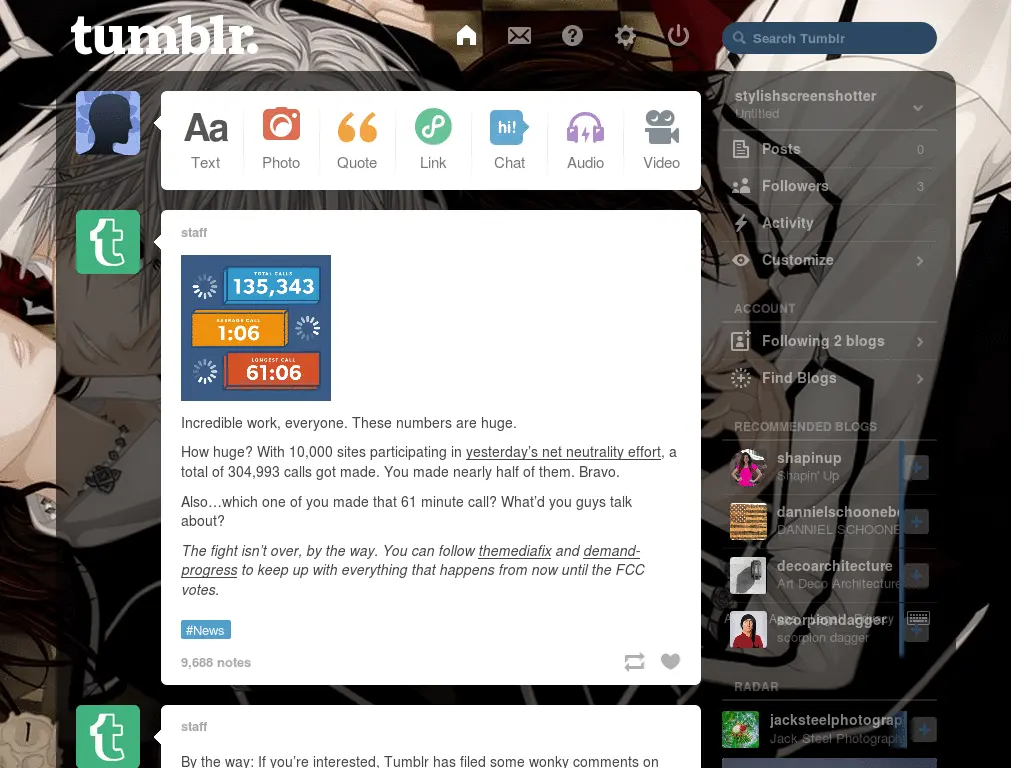 tumblr.
Search Tumblr
Aa
Text
Photo
Quote
Link
hi!
Chat
Audio
Video
stylishscreenshotter
Untitled
Posts 0
Followers 3
Activity
Customize
ACCOUNT
Following 2 blogs
Find Blogs
RECOMMENDED BLOGS
shapinup
Shapin' Up
dannielschoonebe
DANNIEL SCHOONE
decoarchitecture
Art Deco Architecture
scorpiondagger
scorpion dagger
RADAR
jacksteelphotograp
Jack Steel Photograph
staff
TOTAL CALLS
135,343
AVERAGE CALL
1:06
LONGEST CALL
61:06
Incredible work, everyone. These numbers are huge.
How huge? With 10,000 sites participating in yesterday's net neutrality effort, a
total of 304,993 calls got made. You made nearly half of them. Bravo.
Also…which one of you made that 61 minute call? What'd you guys talk
about?
The fight isn't over, by the way. You can follow themediafix and demand-
progress to keep up with everything that happens from now until the FCC
votes.
#News
9,688 notes
staff
By the way: If you're interested, Tumblr has filed some wonky comments on